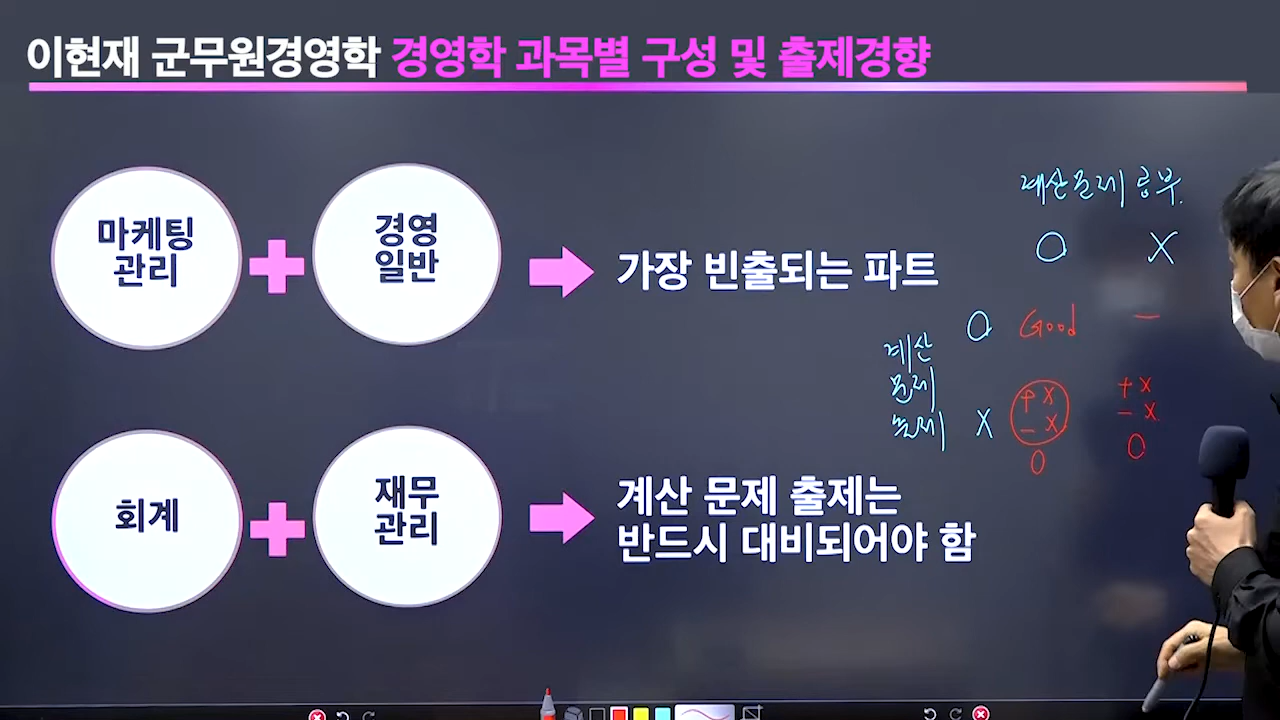 이현재 군무원경영학 경영학 과목별 구성 및 출제경향
마케팅
관리
경영
일반
가장 빈출되는 파트
회계
재무
관리
계산 문제 출제는
반드시 대비되어야 함
계산문제 공부.
O X
계산
문제
O Good —
X
+ X
- X
O
+ X
- X
O